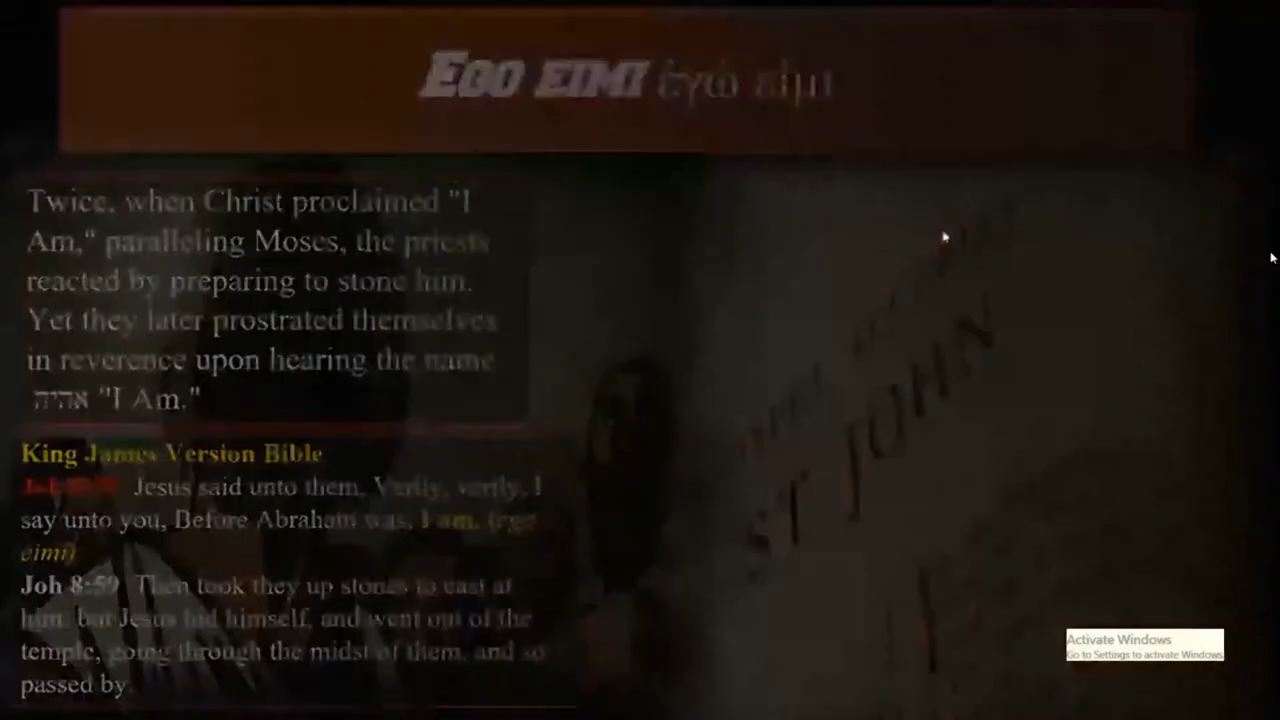 EGO EIMI ἐγώ εἰμι
Twice, when Christ proclaimed "I
Am," paralleling Moses, the priests
reacted by preparing to stone him.
Yet they later prostrated themselves
in reverence upon hearing the name
אהיה "I Am."
King James Version Bible
Jesus said unto them, Verily, verily, I
say unto you, Before Abraham was, I am. (ego
eimi)
Joh 8:59 Then took they up stones to cast at
him: but Jesus hid himself, and went out of the
temple, going through the midst of them, and so
passed by.
ST JOHN
Activate Windows
Go to Settings to activate Windows.